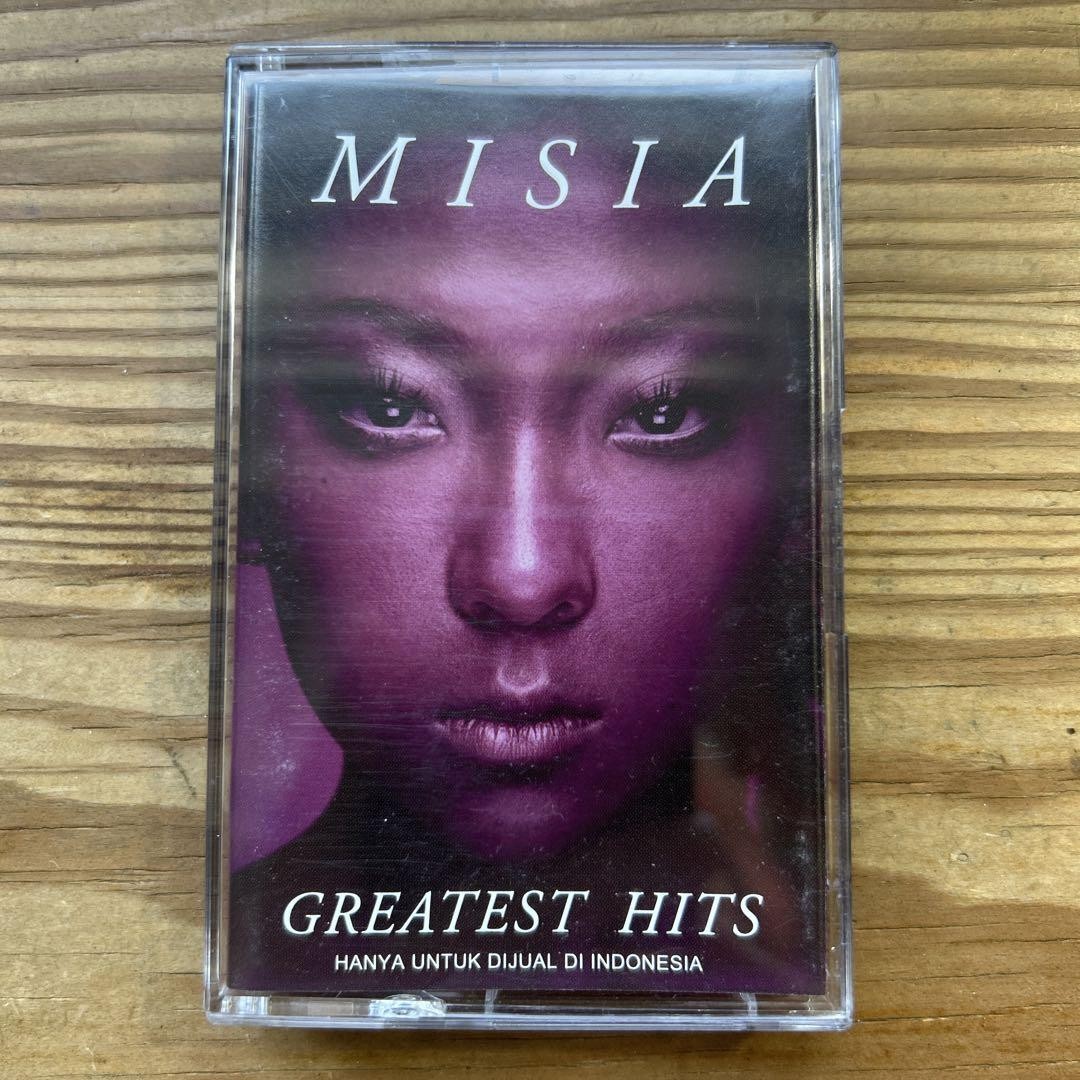 MISIA
GREATEST HITS
HANYA UNTUK DIJUAL DI INDONESIA